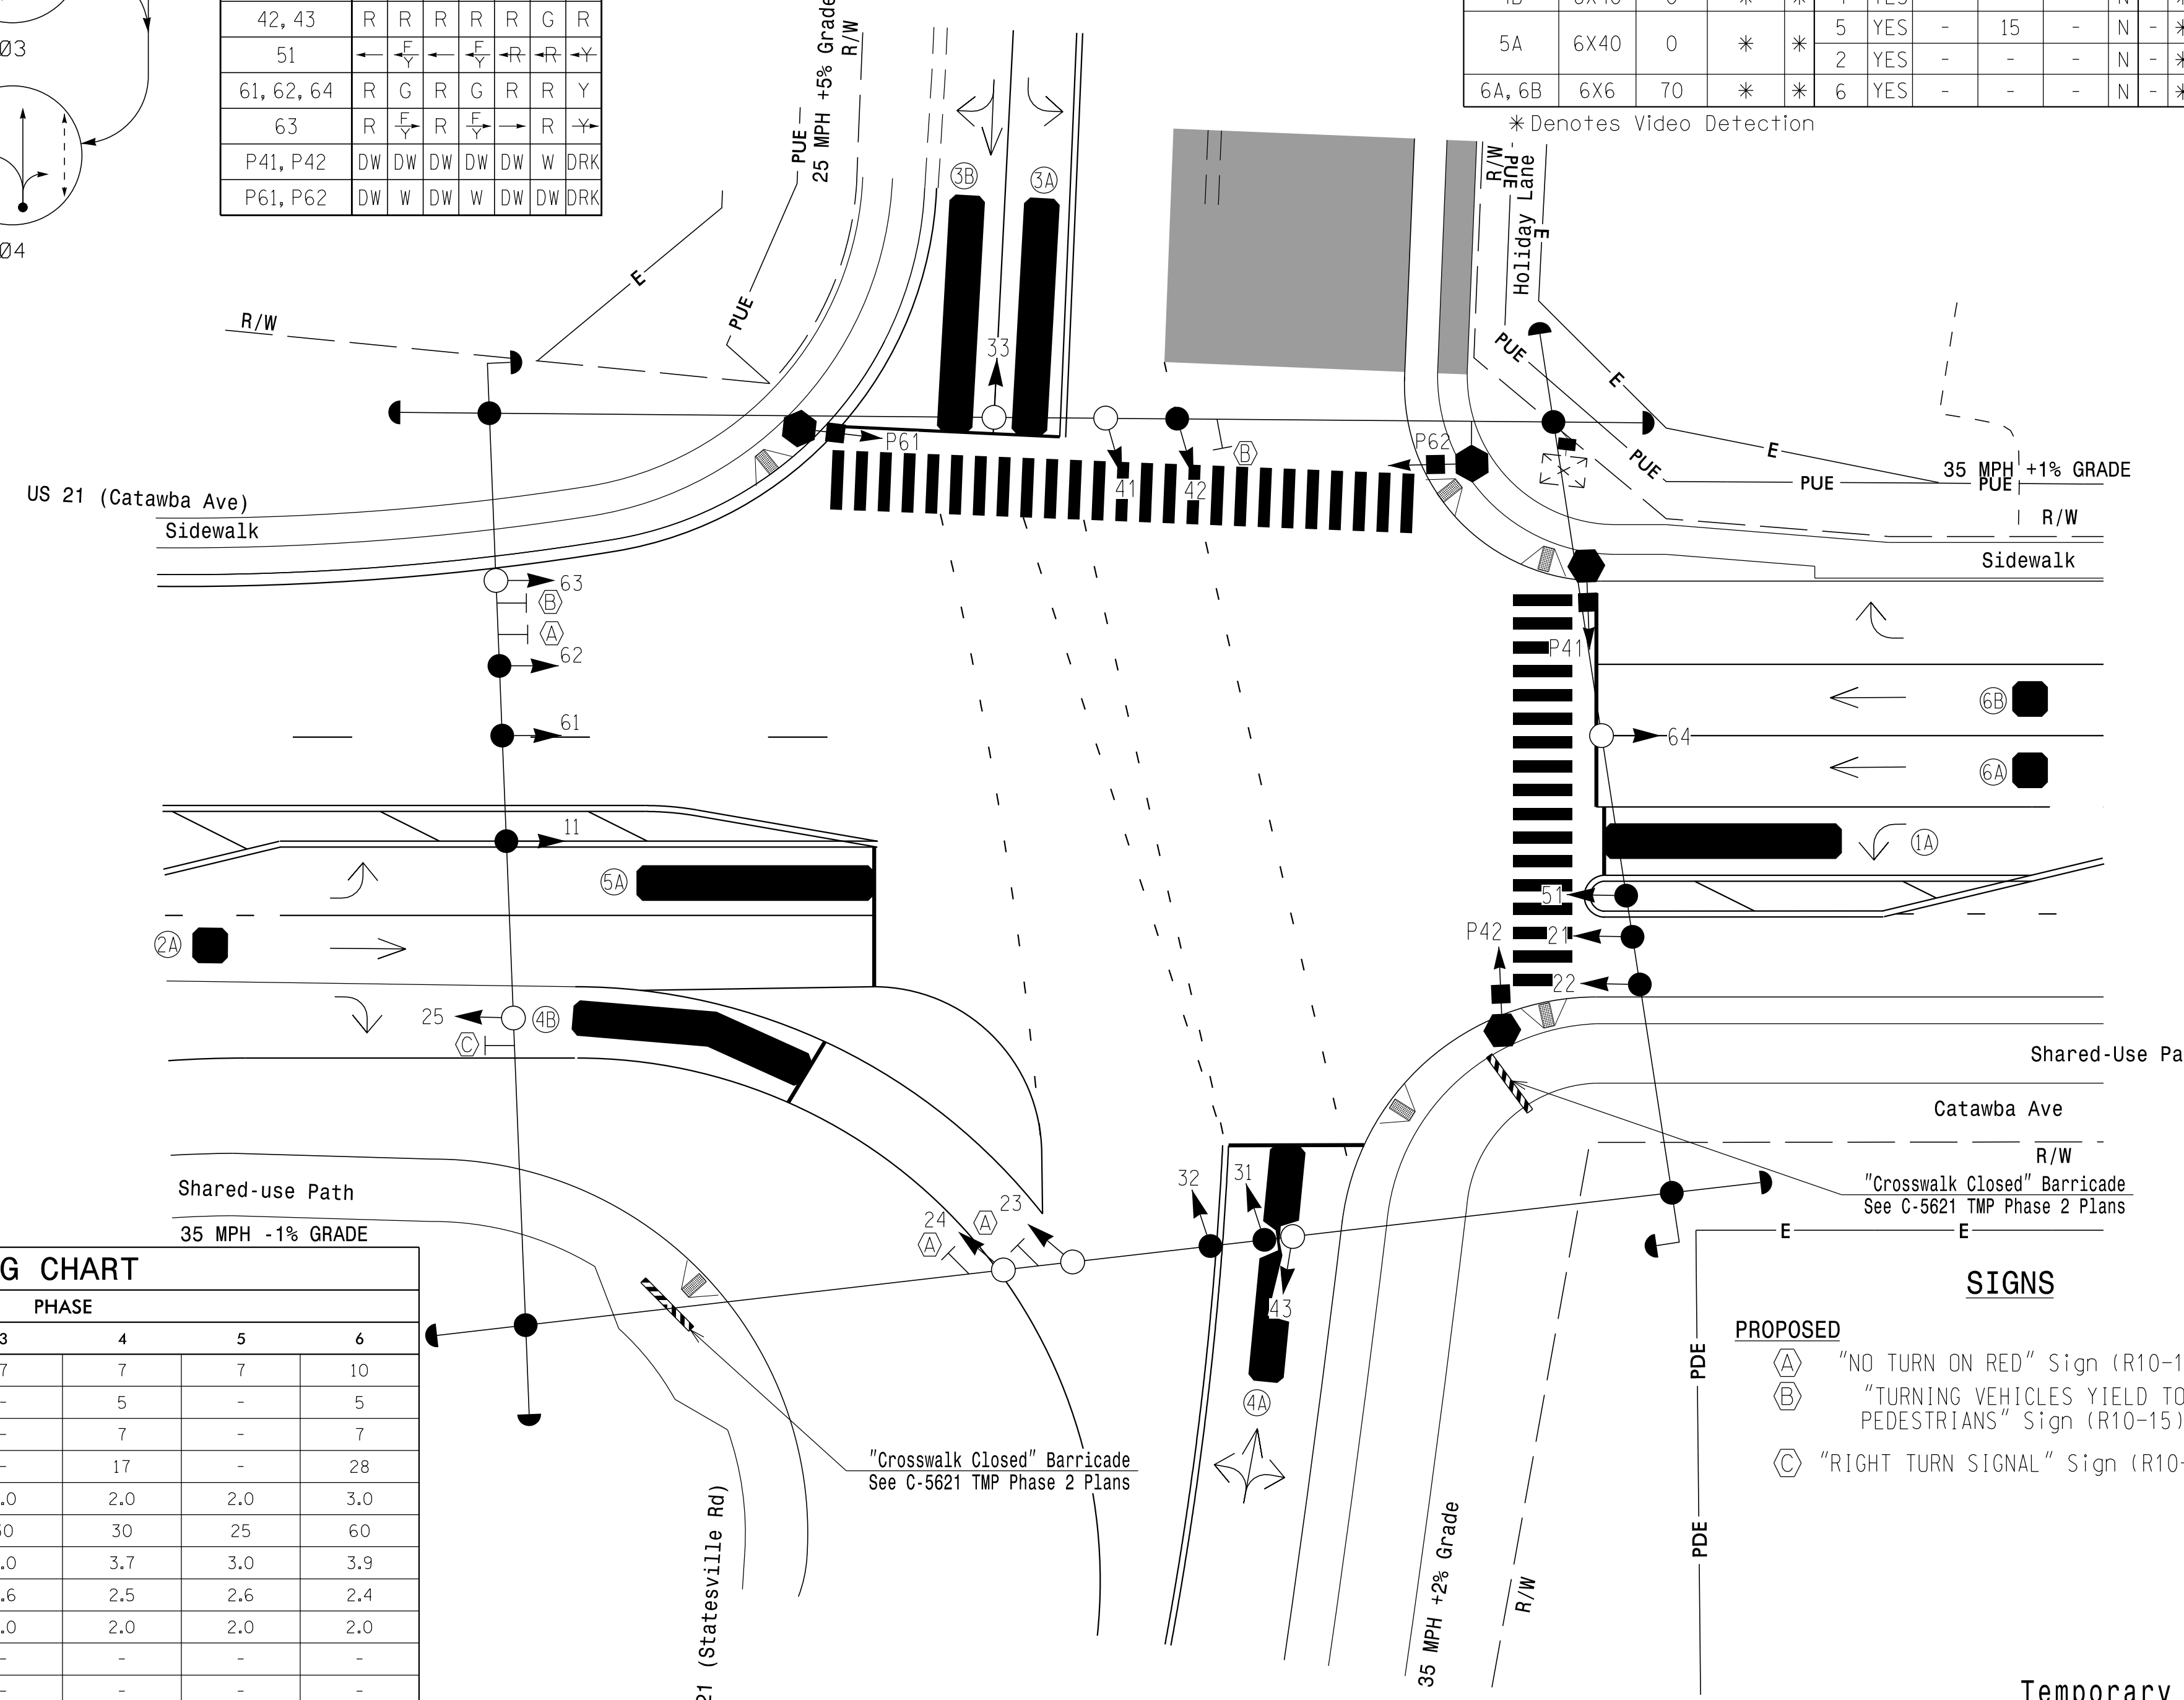 Ø3
Ø4
42, 43 R R R R R G R
51 F Y F Y R R Y
61, 62, 64 R G R G R R Y
63 R F Y R F Y R Y
P41, P42 DW DW DW DW DW W DRK
P61, P62 DW W DW W DW DW DRK
5A 6X40 0 * * 5 YES - 15 - N -
2 YES - - - N -
6A, 6B 6X6 70 * * 6 YES - - - N -
* Denotes Video Detection
25 MPH +5% Grade
R/W
PUE
R/W
PUE
Holiday Lane
E
3B
3A
33
E
PUE
R/W
PUE
E
P61
41
42
B
P62
PUE
E
35 MPH +1% GRADE
PUE
PUE
R/W
US 21 (Catawba Ave)
Sidewalk
Sidewalk
63
B
A
62
61
11
P41
64
6B
6A
1A
5A
2A
51
P42
21
22
25
4B
C
Shared-Use
Catawba Ave
R/W
"Crosswalk Closed" Barricade
See C-5621 TMP Phase 2 Plans
Shared-use Path
35 MPH -1% GRADE
24
A
A
23
32
31
43
4A
E
E
PDE
PDE
SIGNS
PROPOSED
A "NO TURN ON RED" Sign
B "TURNING VEHICLES YIELD TO
PEDESTRIANS" Sign (R10-15)
C "RIGHT TURN SIGNAL" Sign
CHART
PHASE
3 4 5 6
7 7 7 10
- 5 - 5
- 7 - 7
- 17 - 28
.0 2.0 2.0 3.0
30 25 60
.0 3.7 3.0 3.9
.6 2.5 2.6 2.4
.0 2.0 2.0 2.0
- - - -
- - - -
"Crosswalk Closed" Barricade
See C-5621 TMP Phase 2 Plans
21 (Statesville Rd)
35 MPH +2% Grade
R/W
Temporary